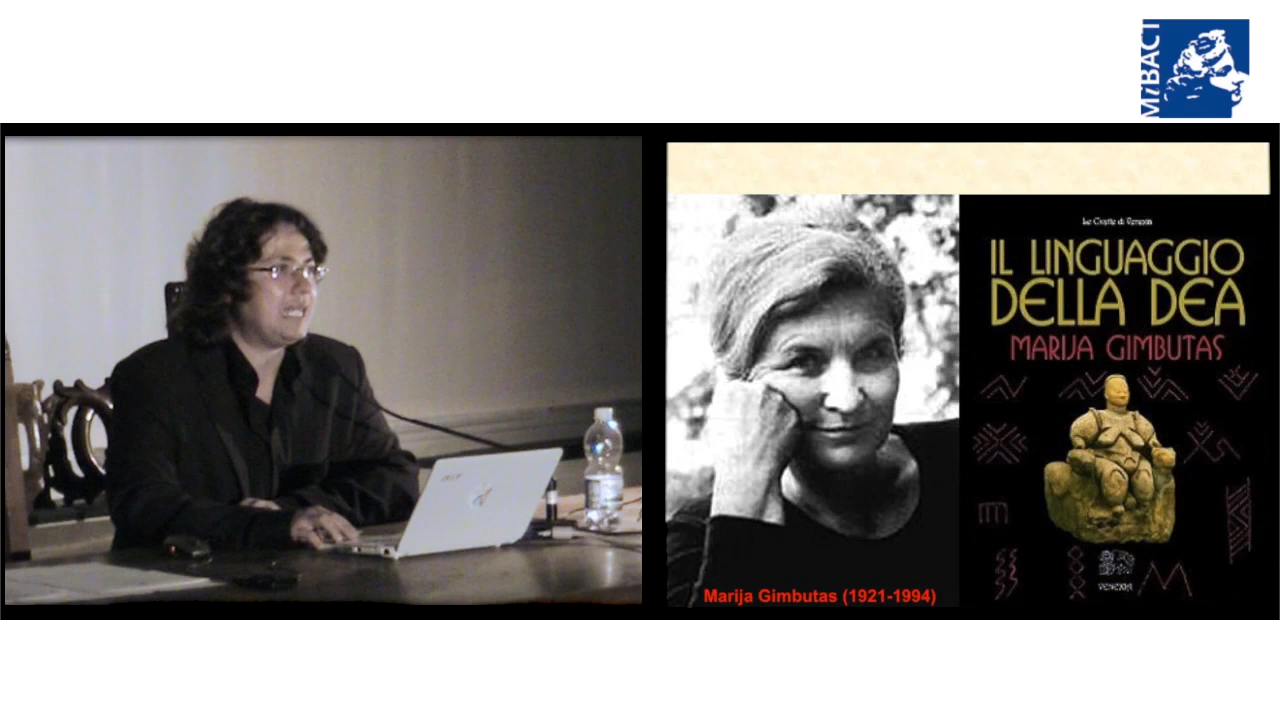 MiBACT
Le Civette di Venexia
IL LINGUAGGIO
DELLA DEA
MARIJA GIMBUTAS
VENEXIA
Marija Gimbutas (1921-1994)